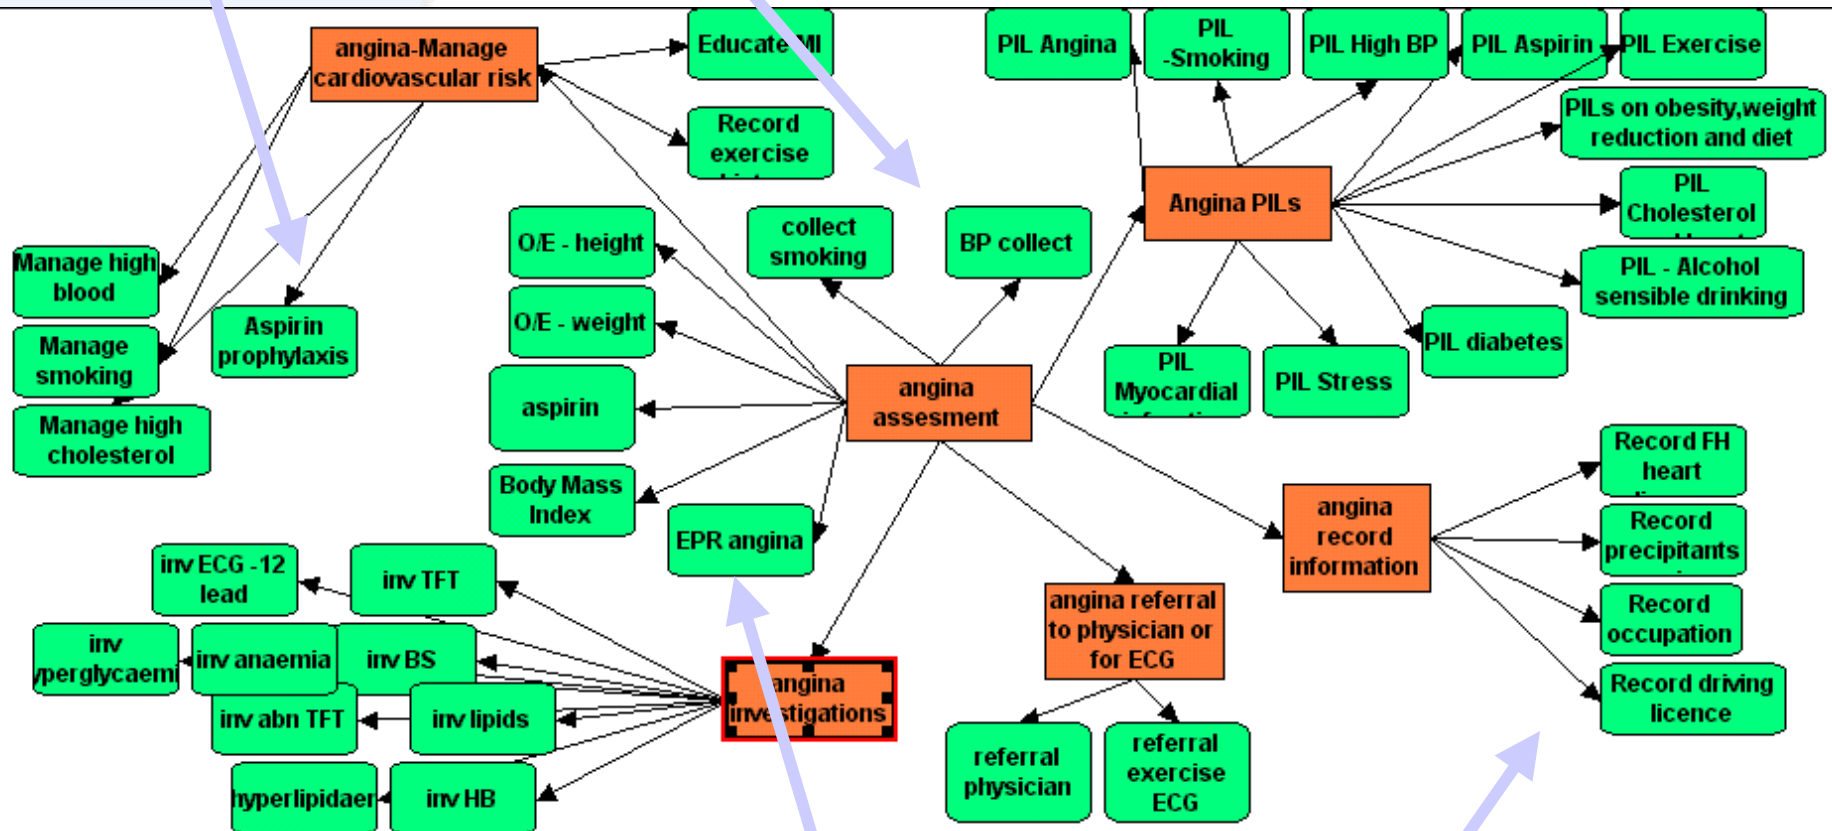 angina-Manage
cardiovascular risk
Educate MI
Record
exercise
Manage high
blood
Manage
smoking
Manage high
cholesterol
Aspirin
prophylaxis
PIL Angina
PIL
-Smoking
PIL High BP
PIL Aspirin
PIL Exercise
PILs on obesity,weight
reduction and diet
PIL
Cholesterol
PIL - Alcohol
sensible drinking
PIL diabetes
Angina PILs
PIL
Myocardial
PIL Stress
O/E - height
O/E - weight
aspirin
Body Mass
Index
EPR angina
collect
smoking
BP collect
angina
assesment
angina
record
information
Record FH
heart
Record
precipitants
Record
occupation
Record driving
licence
angina referral
to physician or
for ECG
referral
physician
referral
exercise
ECG
angina
investigations
inv ECG -12
lead
inv TFT
inv
yperglycaemi
inv anaemia
inv BS
inv abn TFT
inv lipids
hyperlipidaer
inv HB